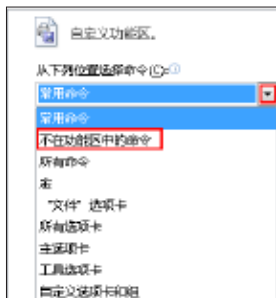 自定义功能区。
从下列位置选择命令(C):
常用命令
常用命令
不在功能区中的命令
所有命令
宏
"文件" 选项卡
所有选项卡
主选项卡
工具选项卡
自定义选项卡和组